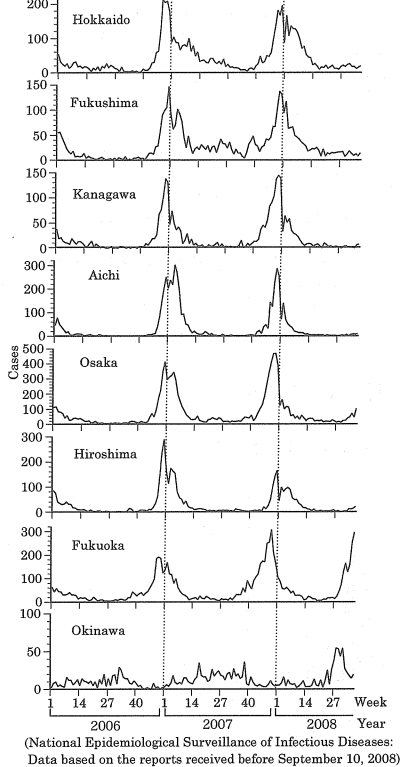 200
Hokkaido
100
0
150
Fukushima
100
50
0
150
Kanagawa
100
50
0
300
Aichi
200
100
0
Cases
500
400
Osaka
300
200
100
0
300
Hiroshima
200
100
0
300
Fukuoka
200
100
0
100
Okinawa
50
0
1 14 27 40 1 14 27 40 1 14 27 Week
2006 2007 2008 Year
(National Epidemiological Surveillance of Infectious Diseases:
Data based on the reports received before September 10, 2008)